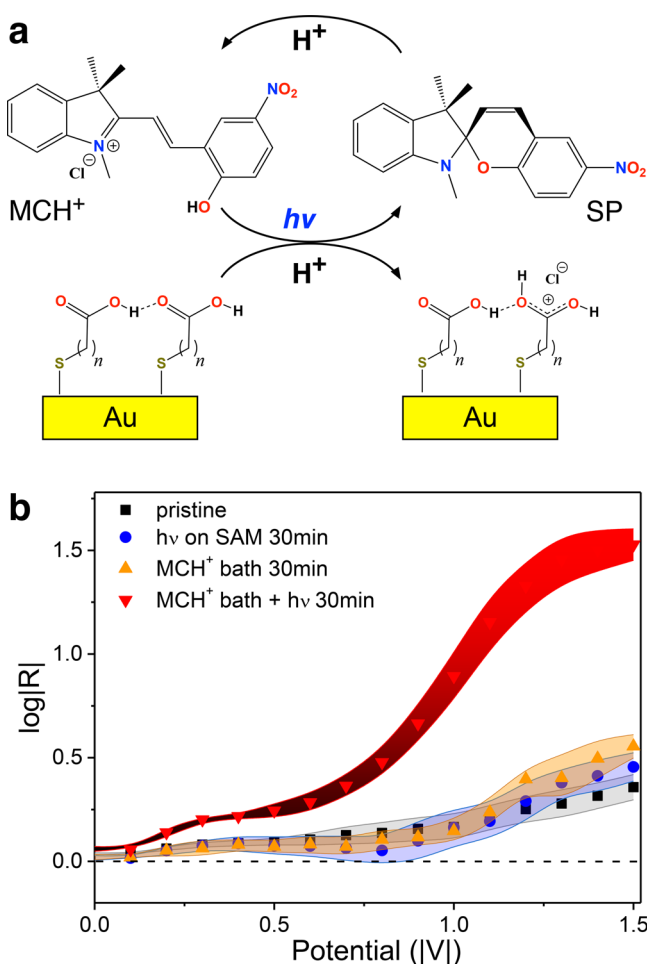 a
H⁺
NO₂
N
⊕
Cl
⊖
HO
MCH⁺
N
O
NO₂
SP
hν
H⁺
O
O
H
O
O
H
S
S
n
n
Au
Cl
⊖
H
O
O
H
O
⊕
O
H
S
S
n
n
Au
b
pristine
hν on SAM 30min
MCH⁺ bath 30min
MCH⁺ bath + hν 30min
log|R|
1.5
1.0
0.5
0.0
0.0 0.5 1.0 1.5
Potential (|V|)